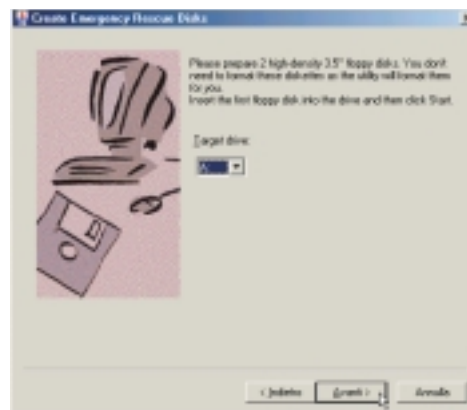 Create Emergency Rescue Disks
Please prepare 2 high-density 3.5" floppy disks. You don't
need to format these diskettes as the utility will format them
for you.
Insert the first floppy disk into the drive and then click Start.
Target drive:
A:
< Indietro
Avanti >
Annulla